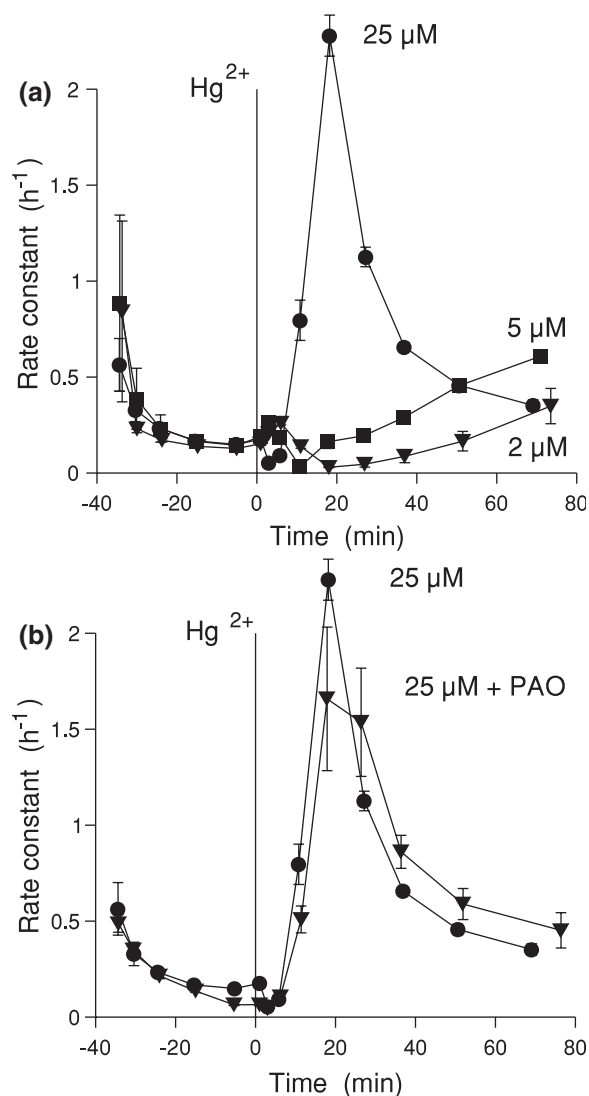 (a)
Hg2+
25 µM
5 µM
2 µM
Rate constant (h-1)
2
1.5
1
0.5
0
-40 -20 0 20 40 60 80
Time (min)
(b)
Hg 2+
25 µM
25 µM + PAO
Rate constant (h-1)
2
1.5
1
0.5
0
-40 -20 0 20 40 60 80
Time (min)